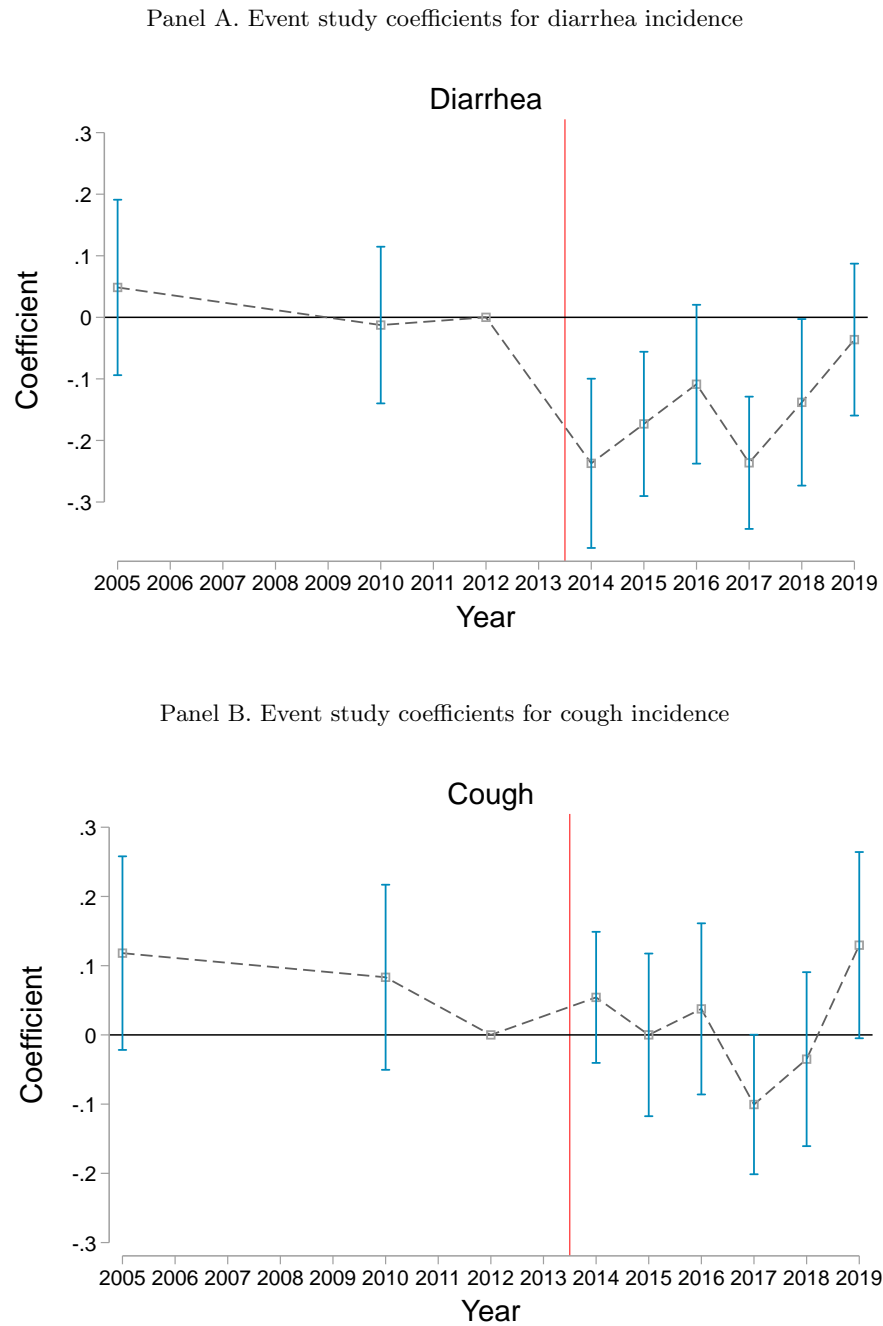 Panel A. Event study coefficients for diarrhea incidence
Diarrhea
.3
.2
.1
0
-.1
-.2
-.3
Coefficient
2005 2006 2007 2008 2009 2010 2011 2012 2013 2014 2015 2016 2017 2018 2019
Year
Panel B. Event study coefficients for cough incidence
Cough
.3
.2
.1
0
-.1
-.2
-.3
Coefficient
2005 2006 2007 2008 2009 2010 2011 2012 2013 2014 2015 2016 2017 2018 2019
Year